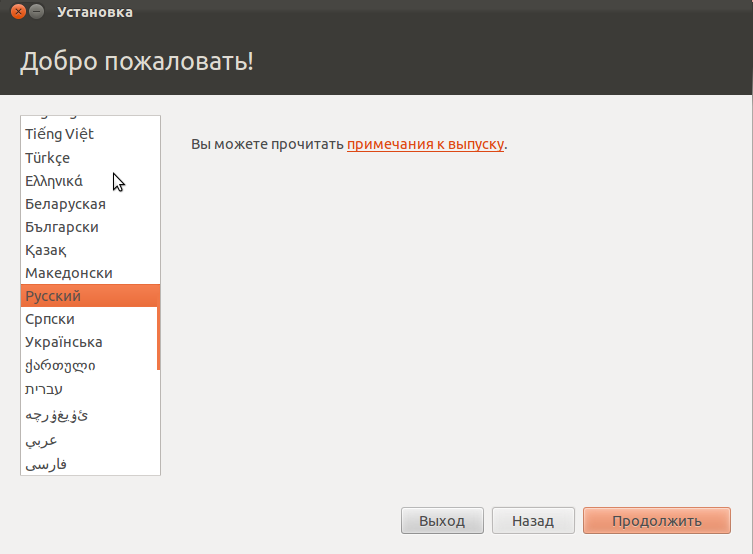 Установка
Добро пожаловать!
Tiếng Việt
Türkçe
Ελληνικά
Беларуская
Български
Қазақ
Македонски
Русский
Српски
Українська
ქართული
עברית
ئۇيغۇرچە
عربي
فارسی
Вы можете прочитать примечания к выпуску.
Выход
Назад
Продолжить